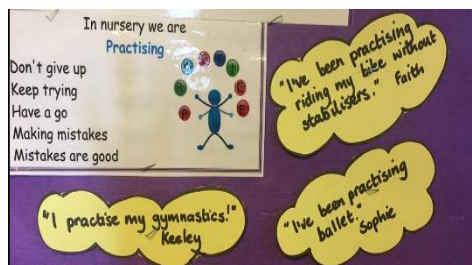 In nursery we are
Practising
Don't give up
Keep trying
Have a go
Making mistakes
Mistakes are good
P R A C T I C E
"I've been practising
riding my bike without
stabilisers." Faith
"I practise my gymnastics!"
Keeley
"I've been practising
ballet."
Sophie